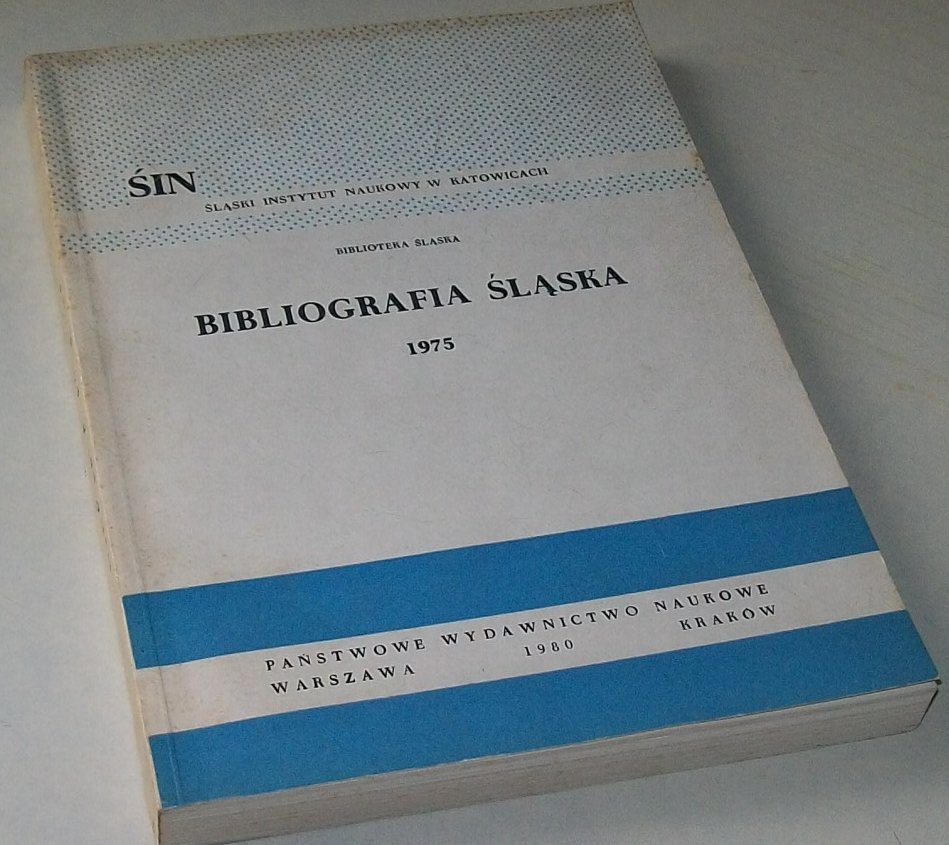 ŚIN
ŚLĄSKI INSTYTUT NAUKOWY W KATOWICACH
BIBLIOTEKA ŚLĄSKA
BIBLIOGRAFIA ŚLĄSKA
1975
PAŃSTWOWE WYDAWNICTWO NAUKOWE
WARSZAWA 1980 KRAKÓW